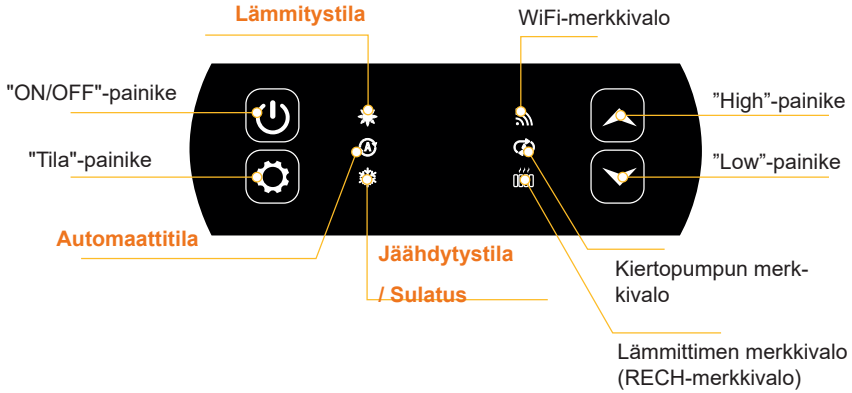 Lämmitystila
WiFi-merkkivalo
"ON/OFF"-painike
"Tila"-painike
Automaattitila
Jäähdytystila
/ Sulatus
”High”-painike
”Low”-painike
Kiertopumpun merk-
kivalo
Lämmittimen merkkivalo
(RECH-merkkivalo)
A